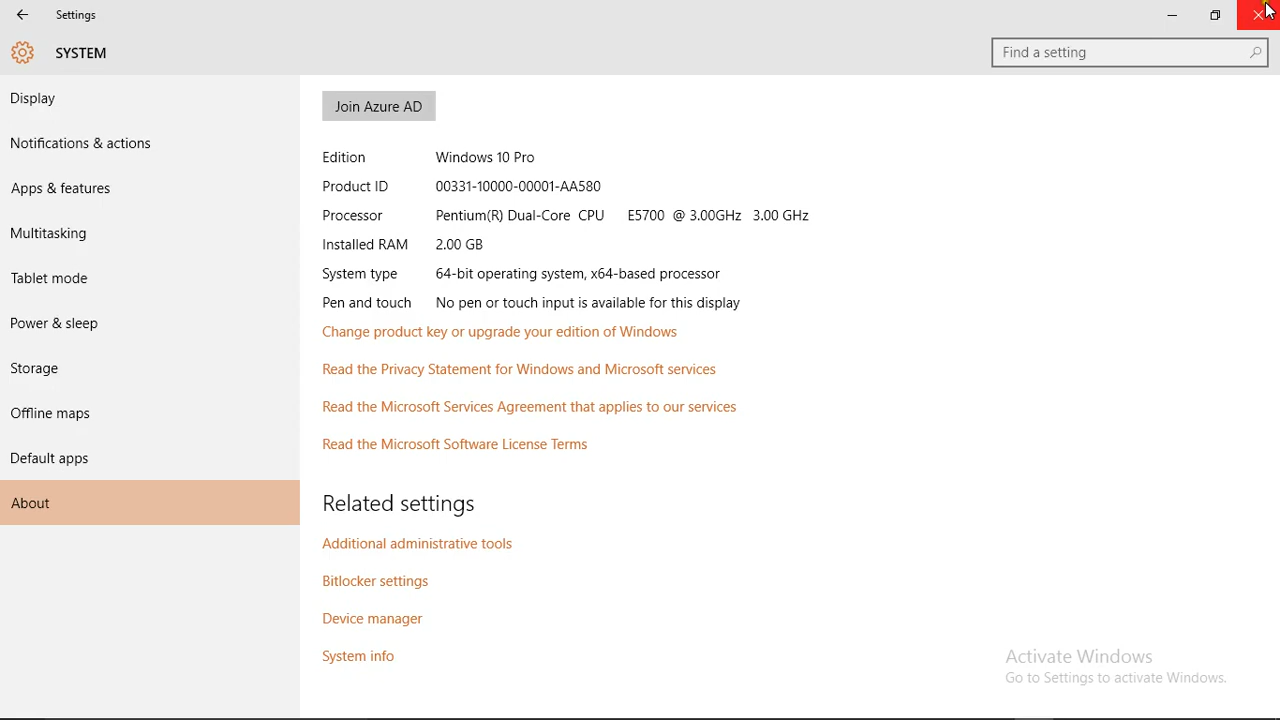 Settings
SYSTEM
Find a setting
Display
Notifications & actions
Apps & features
Multitasking
Tablet mode
Power & sleep
Storage
Offline maps
Default apps
About
Join Azure AD
Edition Windows 10 Pro
Product ID 00331-10000-00001-AA580
Processor Pentium(R) Dual-Core CPU E5700 @ 3.00GHz 3.00 GHz
Installed RAM 2.00 GB
System type 64-bit operating system, x64-based processor
Pen and touch No pen or touch input is available for this display
Change product key or upgrade your edition of Windows
Read the Privacy Statement for Windows and Microsoft services
Read the Microsoft Services Agreement that applies to our services
Read the Microsoft Software License Terms
Related settings
Additional administrative tools
Bitlocker settings
Device manager
System info
Activate Windows
Go to Settings to activate Windows.